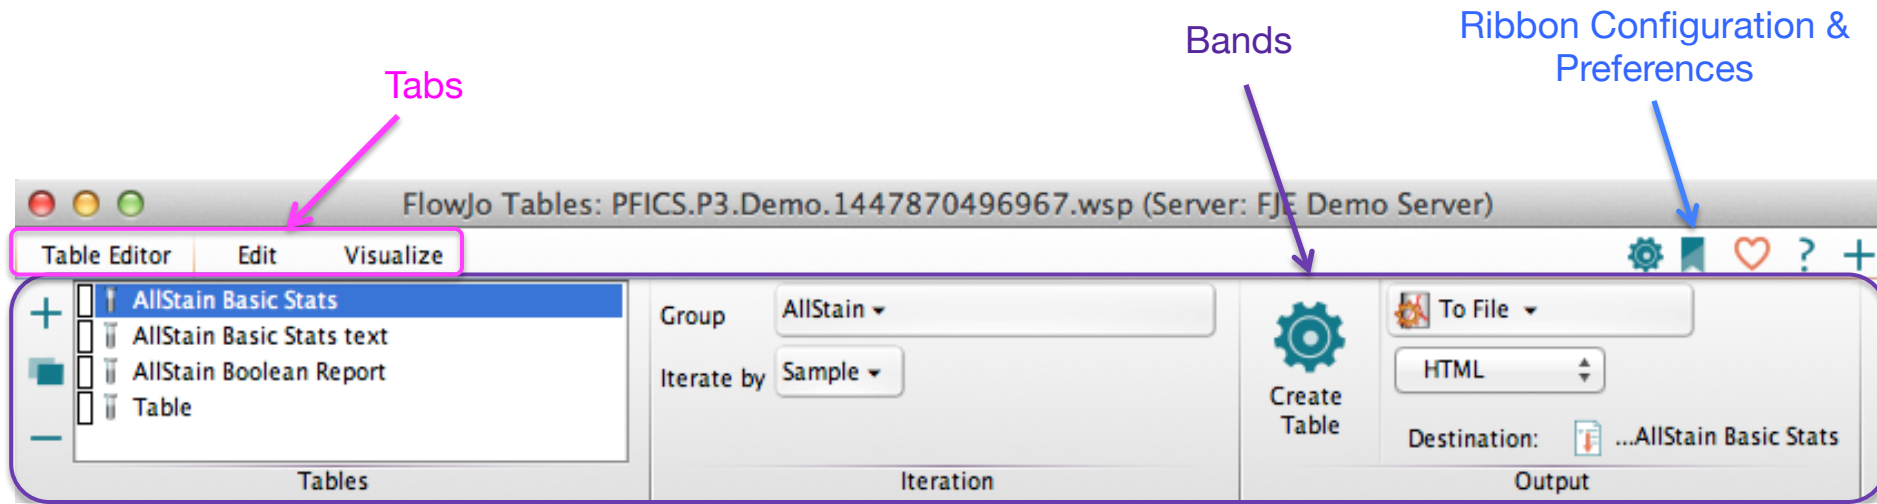 Ribbon Configuration &
Preferences
Bands
Tabs
FlowJo Tables: PFICS.P3.Demo.1447870496967.wsp (Server: FJE Demo Server)
Table Editor Edit Visualize ?
AllStain Basic Stats
AllStain Basic Stats text
AllStain Boolean Report
Table
Tables
Group AllStain
Iterate by Sample
Iteration
Create
Table
To File
HTML
Destination: ...AllStain Basic Stats
Output